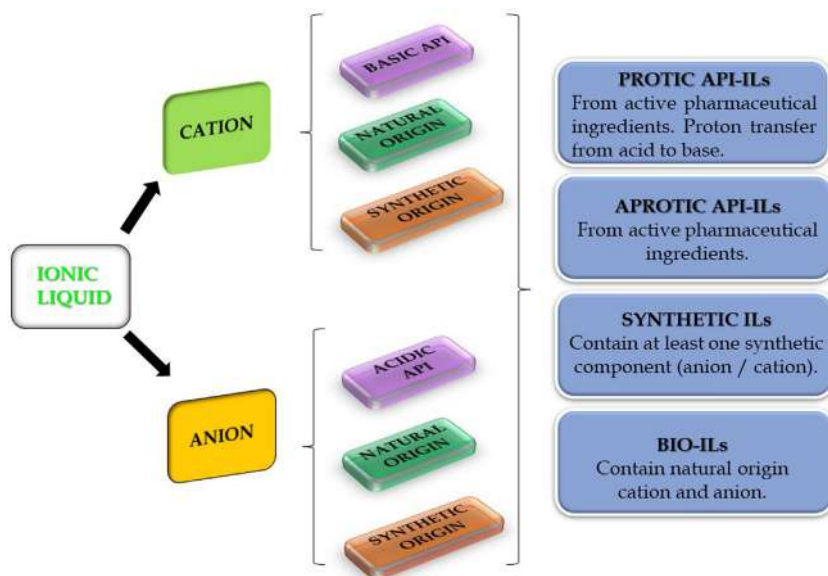 IONIC
LIQUID
CATION
ANION
BASIC API
NATURAL
ORIGIN
SYNTHETIC
ORIGIN
ACIDIC
API
NATURAL
ORIGIN
SYNTHETIC
ORIGIN
PROTIC API-ILs
From active pharmaceutical
ingredients. Proton transfer
from acid to base.
APROTIC API-ILs
From active pharmaceutical
ingredients.
SYNTHETIC ILs
Contain at least one synthetic
component (anion / cation).
BIO-ILs
Contain natural origin
cation and anion.